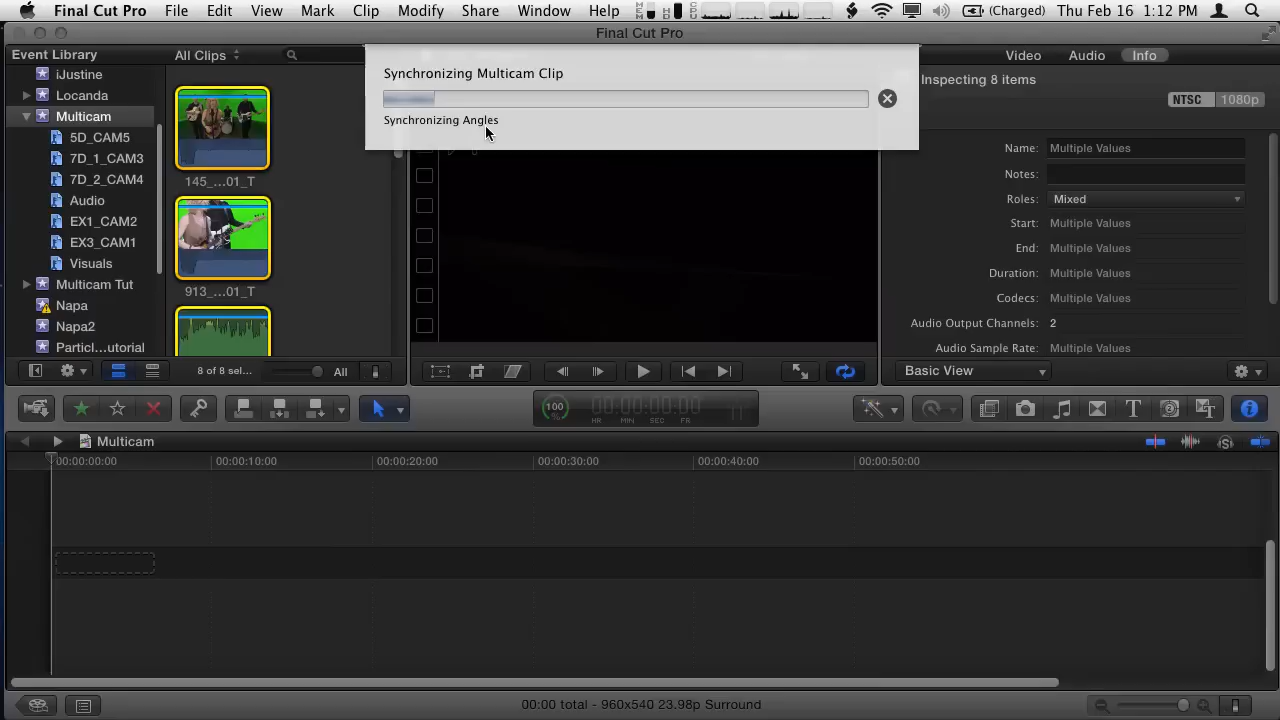 Final Cut Pro File Edit View Mark Clip Modify Share Window Help (Charged) Thu Feb 16 1:12 PM
Final Cut Pro
Event Library All Clips Video Audio Info
Synchronizing Multicam Clip
Synchronizing Angles
Inspecting 8 items
NTSC 1080p
iJustine
Locanda
Multicam
5D_CAM5
7D_1_CAM3
7D_2_CAM4
Audio
EX1_CAM2
EX3_CAM1
Visuals
Multicam Tut
Napa
Napa2
Particl...utorial
145_...01_T
913_...01_T
Name: Multiple Values
Notes:
Roles: Mixed
Start: Multiple Values
End: Multiple Values
Duration: Multiple Values
Codecs: Multiple Values
Audio Output Channels: 2
Audio Sample Rate: Multiple Values
8 of 8 sel... All
Basic View
100 00:00:00:00
HR MIN SEC FR
Multicam
00:00:00:00 00:00:10:00 00:00:20:00 00:00:30:00 00:00:40:00 00:00:50:00
00:00 total - 960x540 23.98p Surround